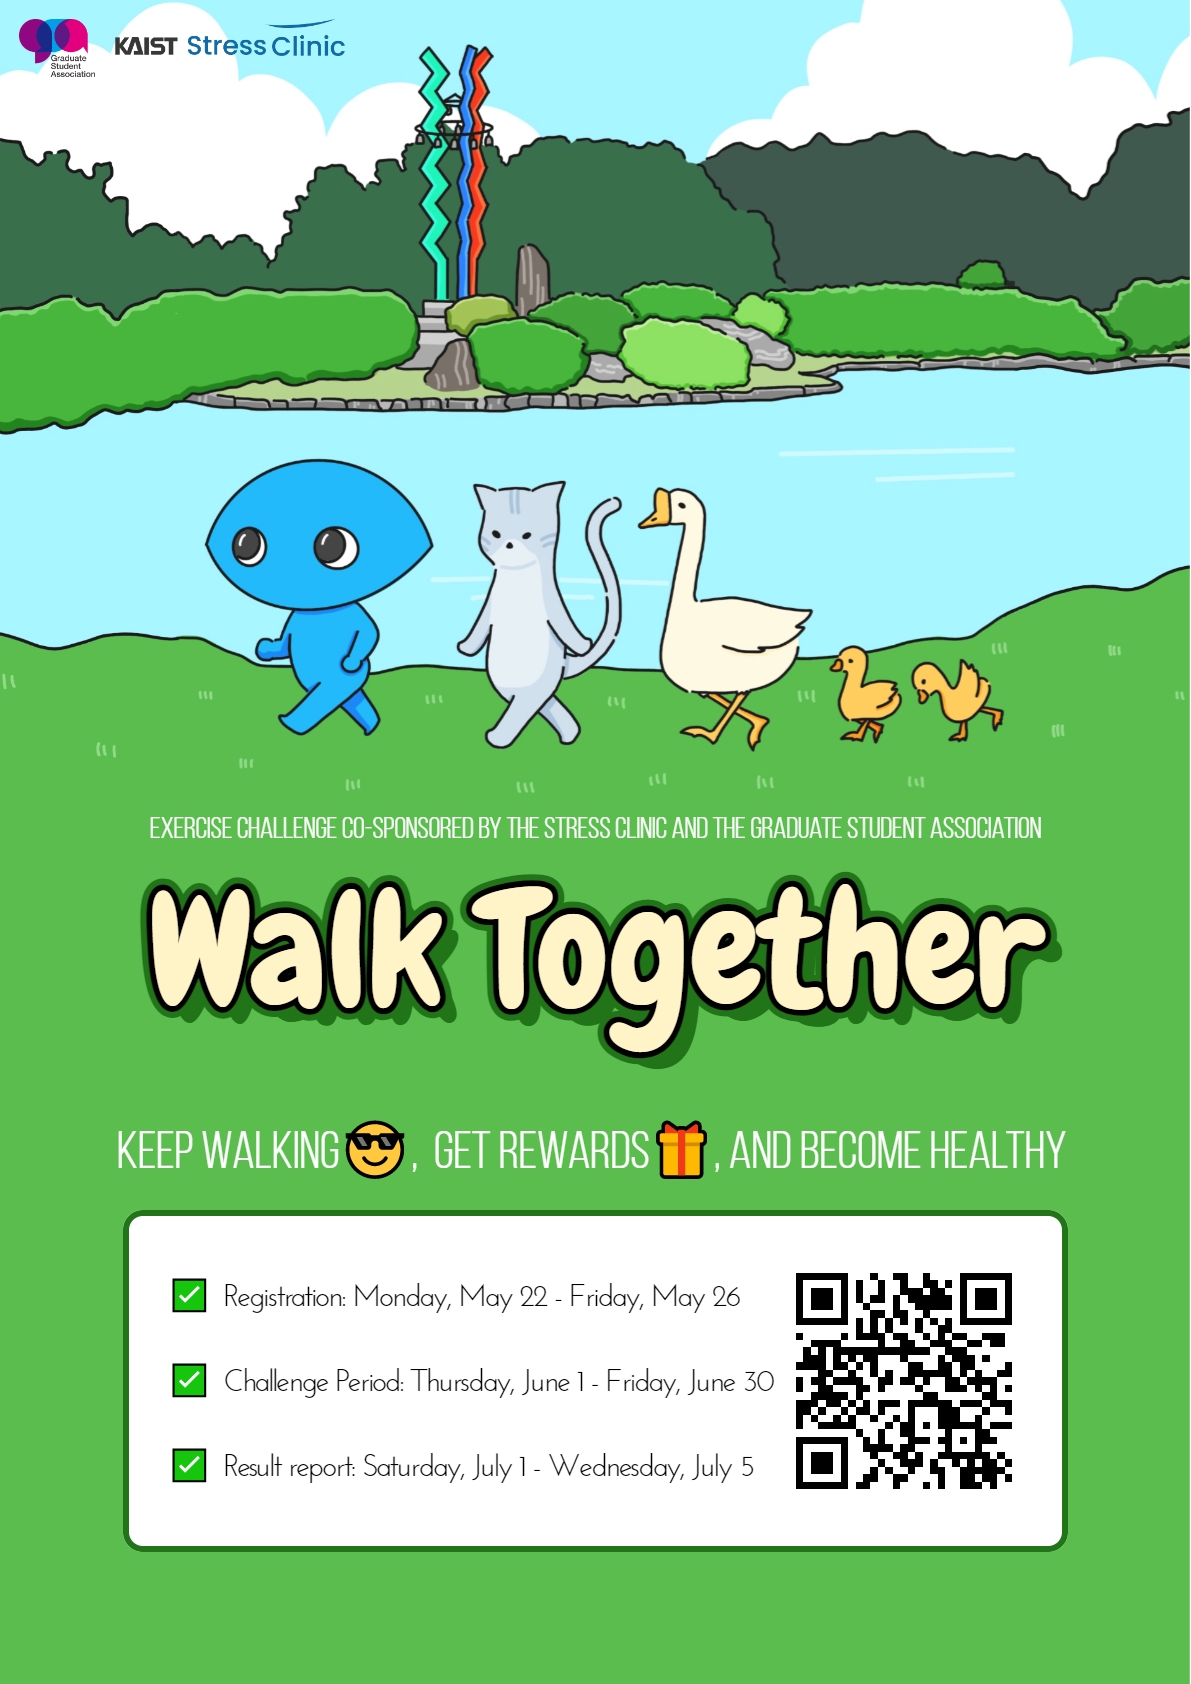 Graduate
Student
Association
KAIST Stress Clinic
EXERCISE CHALLENGE CO-SPONSORED BY THE STRESS CLINIC AND THE GRADUATE STUDENT ASSOCIATION
Walk Together
KEEP WALKING😎, GET REWARDS🎁, AND BECOME HEALTHY
Registration: Monday, May 22 - Friday, May 26
Challenge Period: Thursday, June 1 - Friday, June 30
Result report: Saturday, July 1 - Wednesday, July 5